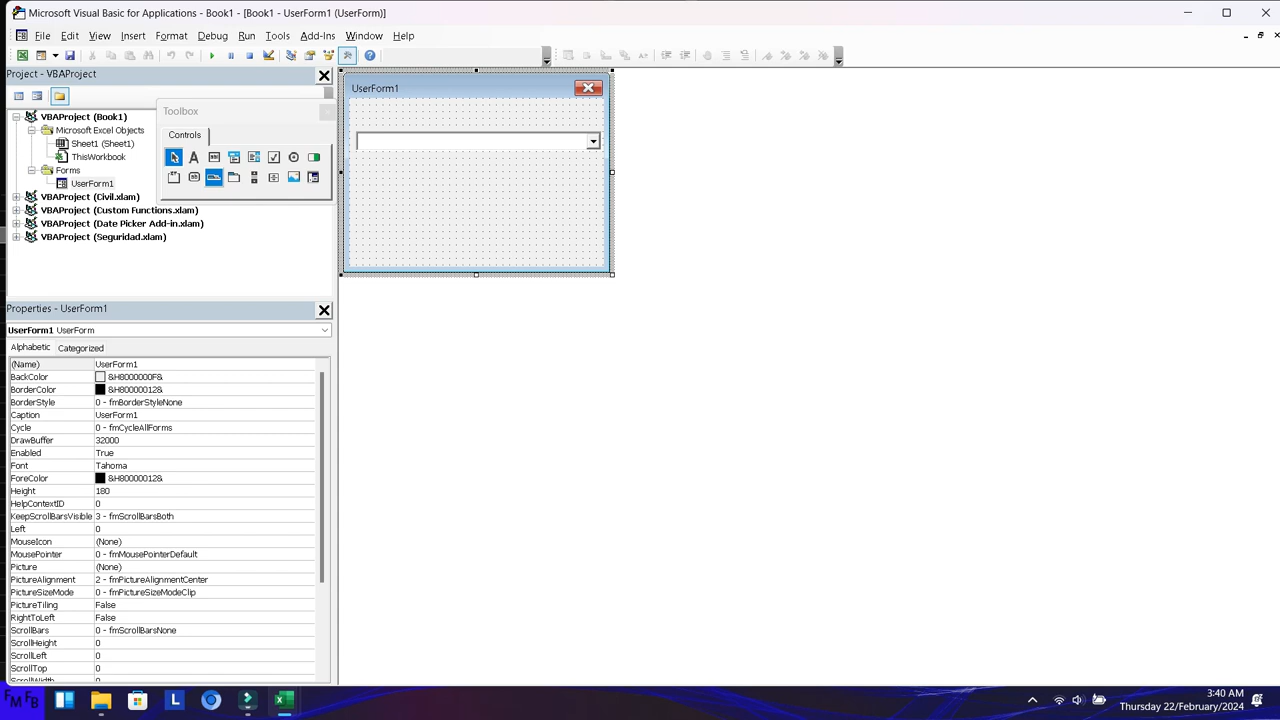 Microsoft Visual Basic for Applications - Book1 - [Book1 - UserForm1 (UserForm)]
File Edit View Insert Format Debug Run Tools Add-Ins Window Help
Project - VBAProject
VBAProject (Book1)
Microsoft Excel Objects
Sheet1 (Sheet1)
ThisWorkbook
Forms
UserForm1
VBAProject (Civil.xlam)
VBAProject (Custom Functions.xlam)
VBAProject (Date Picker Add-in.xlam)
VBAProject (Seguridad.xlam)
Toolbox
Controls
UserForm1
Properties - UserForm1
UserForm1 UserForm
Alphabetic Categorized
(Name) UserForm1
BackColor &H8000000F&
BorderColor &H80000012&
BorderStyle 0 - fmBorderStyleNone
Caption UserForm1
Cycle 0 - fmCycleAllForms
DrawBuffer 32000
Enabled True
Font Tahoma
ForeColor &H80000012&
Height 180
HelpContextID 0
KeepScrollBarsVisible 3 - fmScrollBarsBoth
Left 0
MouseIcon (None)
MousePointer 0 - fmMousePointerDefault
Picture (None)
PictureAlignment 2 - fmPictureAlignmentCenter
PictureSizeMode 0 - fmPictureSizeModeClip
PictureTiling False
RightToLeft False
ScrollBars 0 - fmScrollBarsNone
ScrollHeight 0
ScrollLeft 0
ScrollTop 0
ScrollWidth 0
FM FB
L
3:40 AM
Thursday 22/February/2024